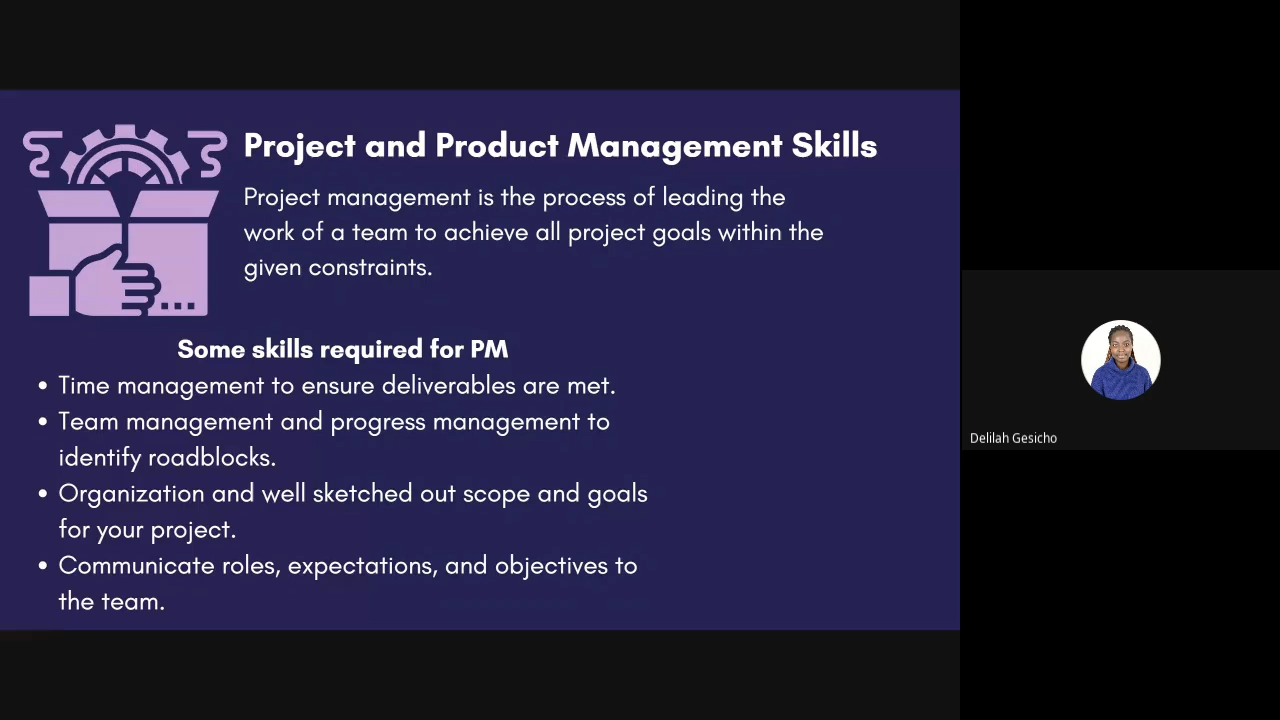 Project and Product Management Skills
Project management is the process of leading the
work of a team to achieve all project goals within the
given constraints.
Some skills required for PM
• Time management to ensure deliverables are met.
• Team management and progress management to
identify roadblocks.
• Organization and well sketched out scope and goals
for your project.
• Communicate roles, expectations, and objectives to
the team.
Delilah Gesicho